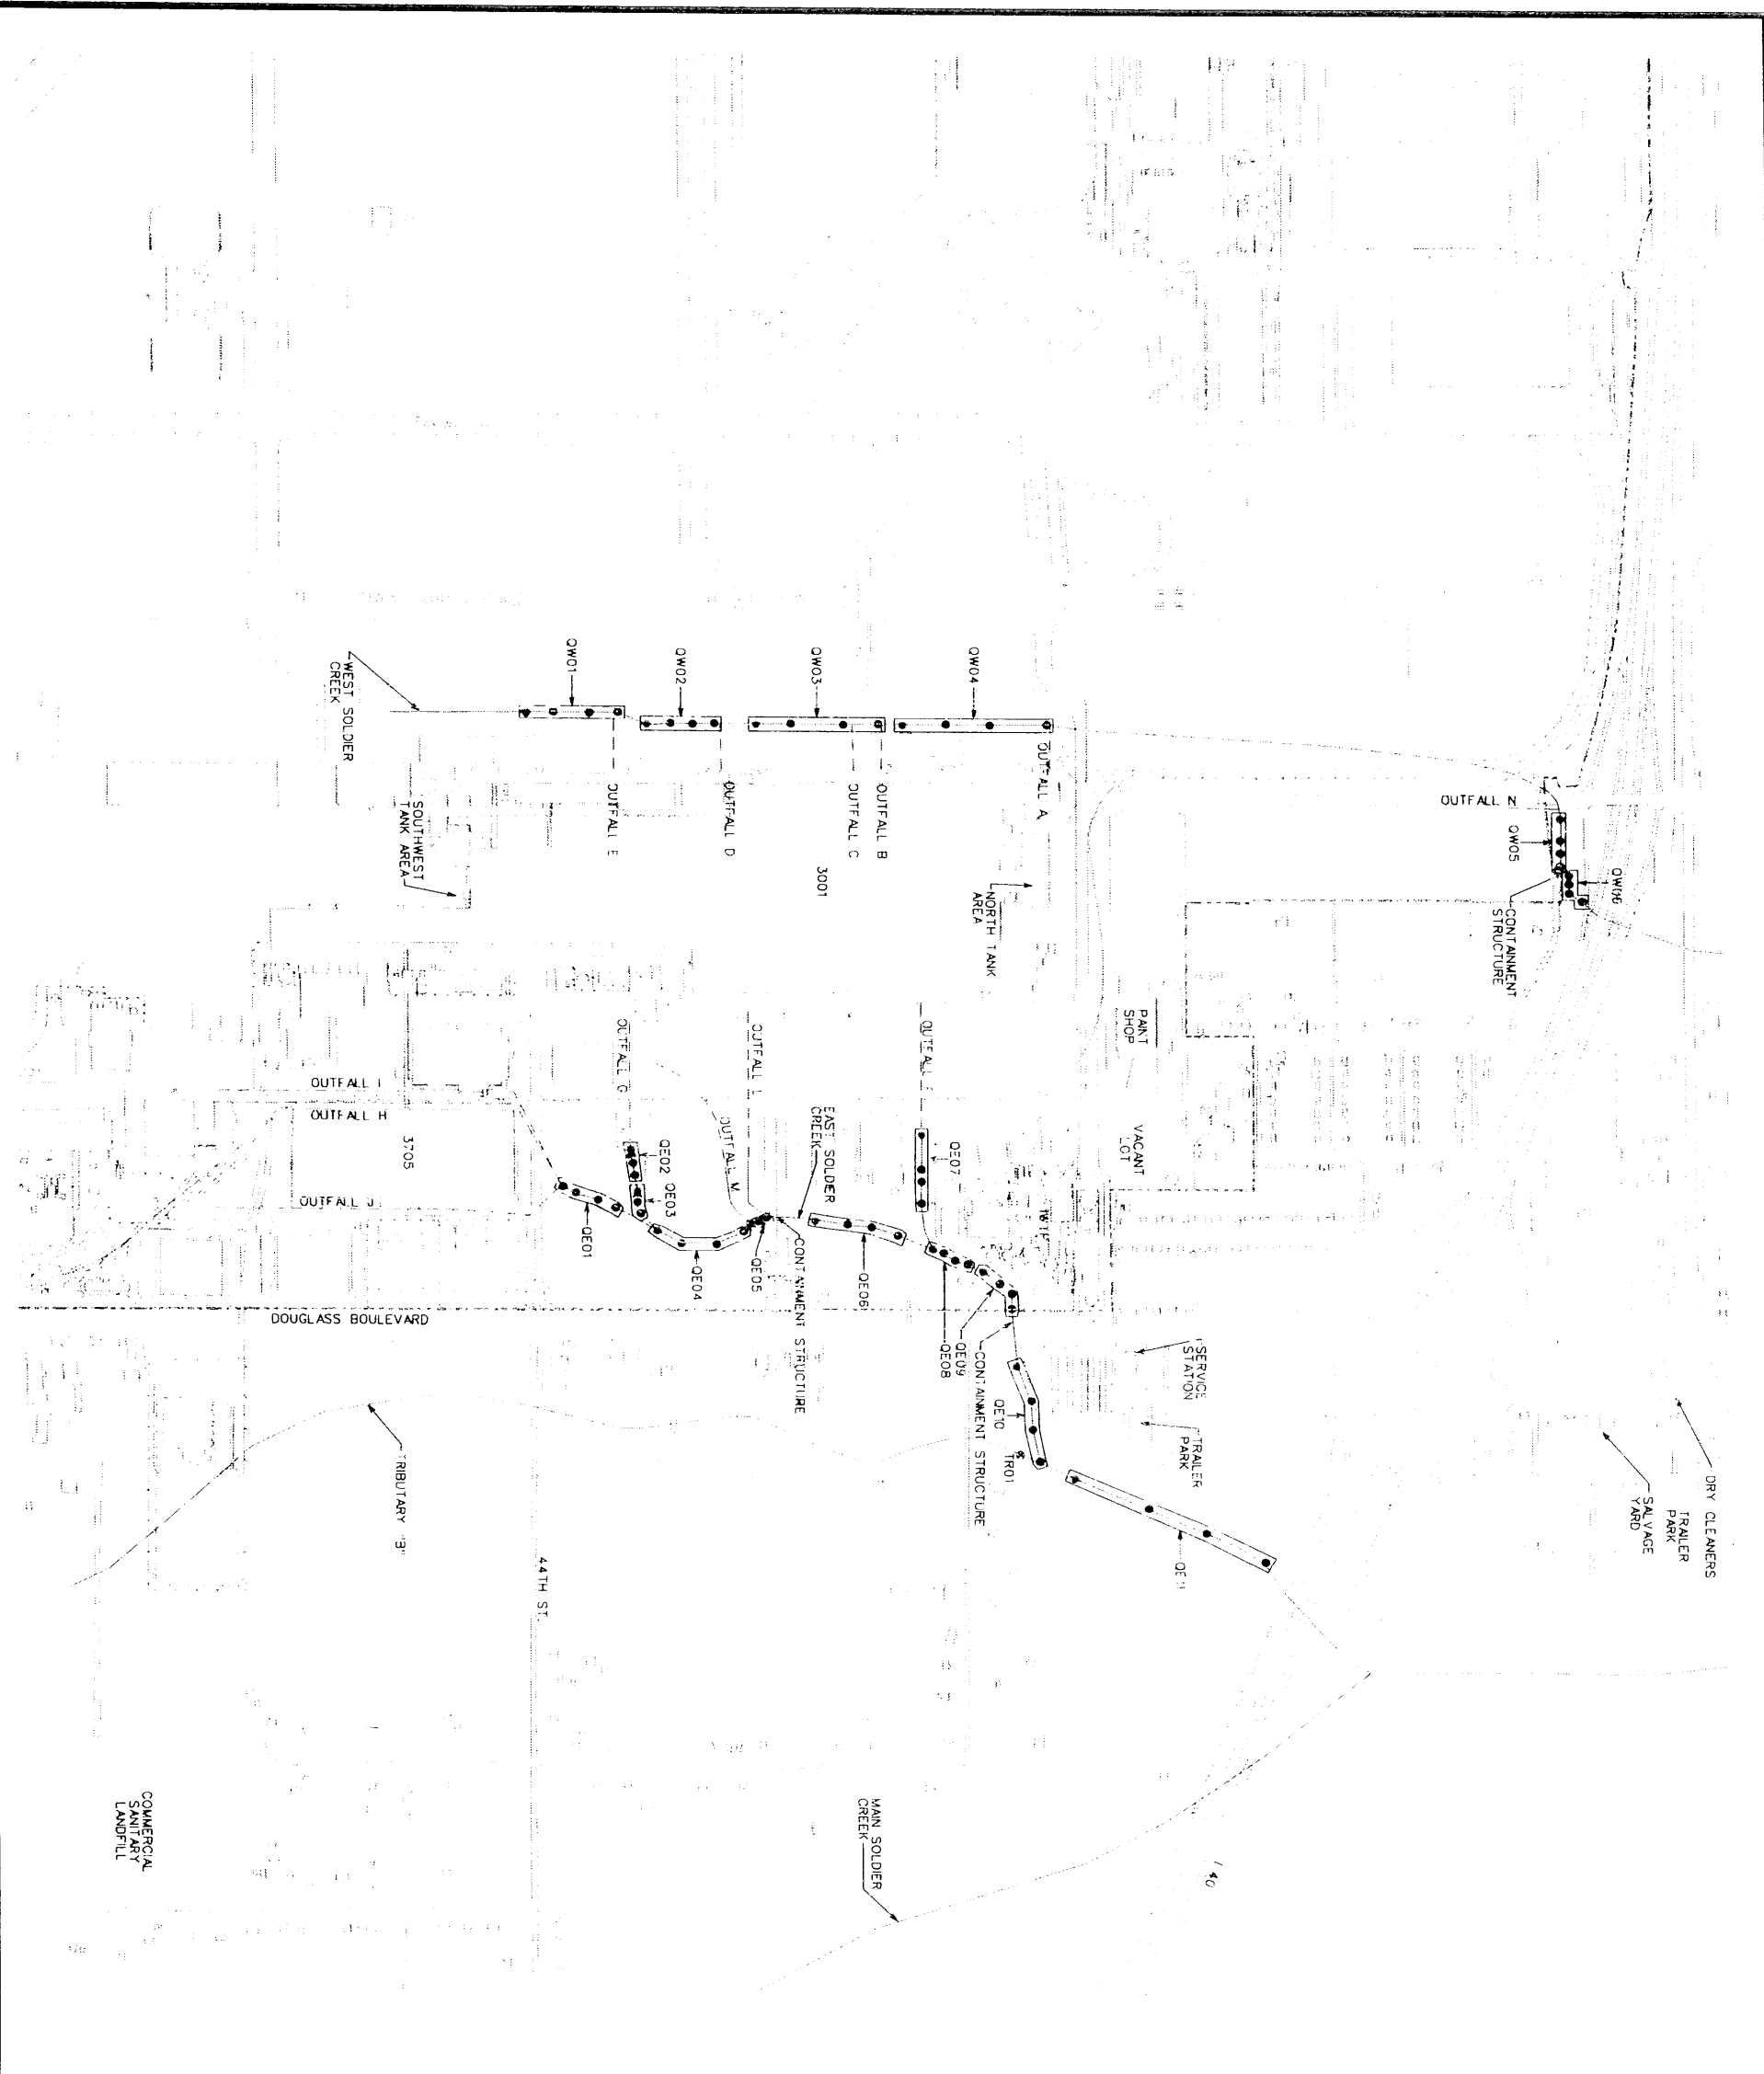 DRY CLEANERS
TRAILER
PARK
SALVAGE
YARD
QW06
CONTAINMENT
STRUCTURE
QW05
OUTFALL N
SERVICE
STATION
TRAILER
PARK
VACANT
LOT
PAINT
SHOP
QE11
TR01
QE10
CONTAINMENT STRUCTURE
QE09
QE08
QE07
OUTFALL F
NORTH TANK
AREA
OUTFALL A
QW04
3001
OUTFALL B
OUTFALL C
QW03
QE06
EAST SOLDIER
CREEK
CONTAINMENT STRUCTURE
QE05
OUTFALL L
OUTFALL M
QE04
OUTFALL D
QW02
QE02
QE03
OUTFALL G
OUTFALL E
QW01
QE01
WEST SOLDIER
CREEK
SOUTHWEST
TANK AREA
OUTFALL I
OUTFALL H
3705
OUTFALL J
DOUGLASS BOULEVARD
TRIBUTARY "B"
44TH ST.
MAIN SOLDIER
CREEK
COMMERCIAL
SANITARY
LANDFILL